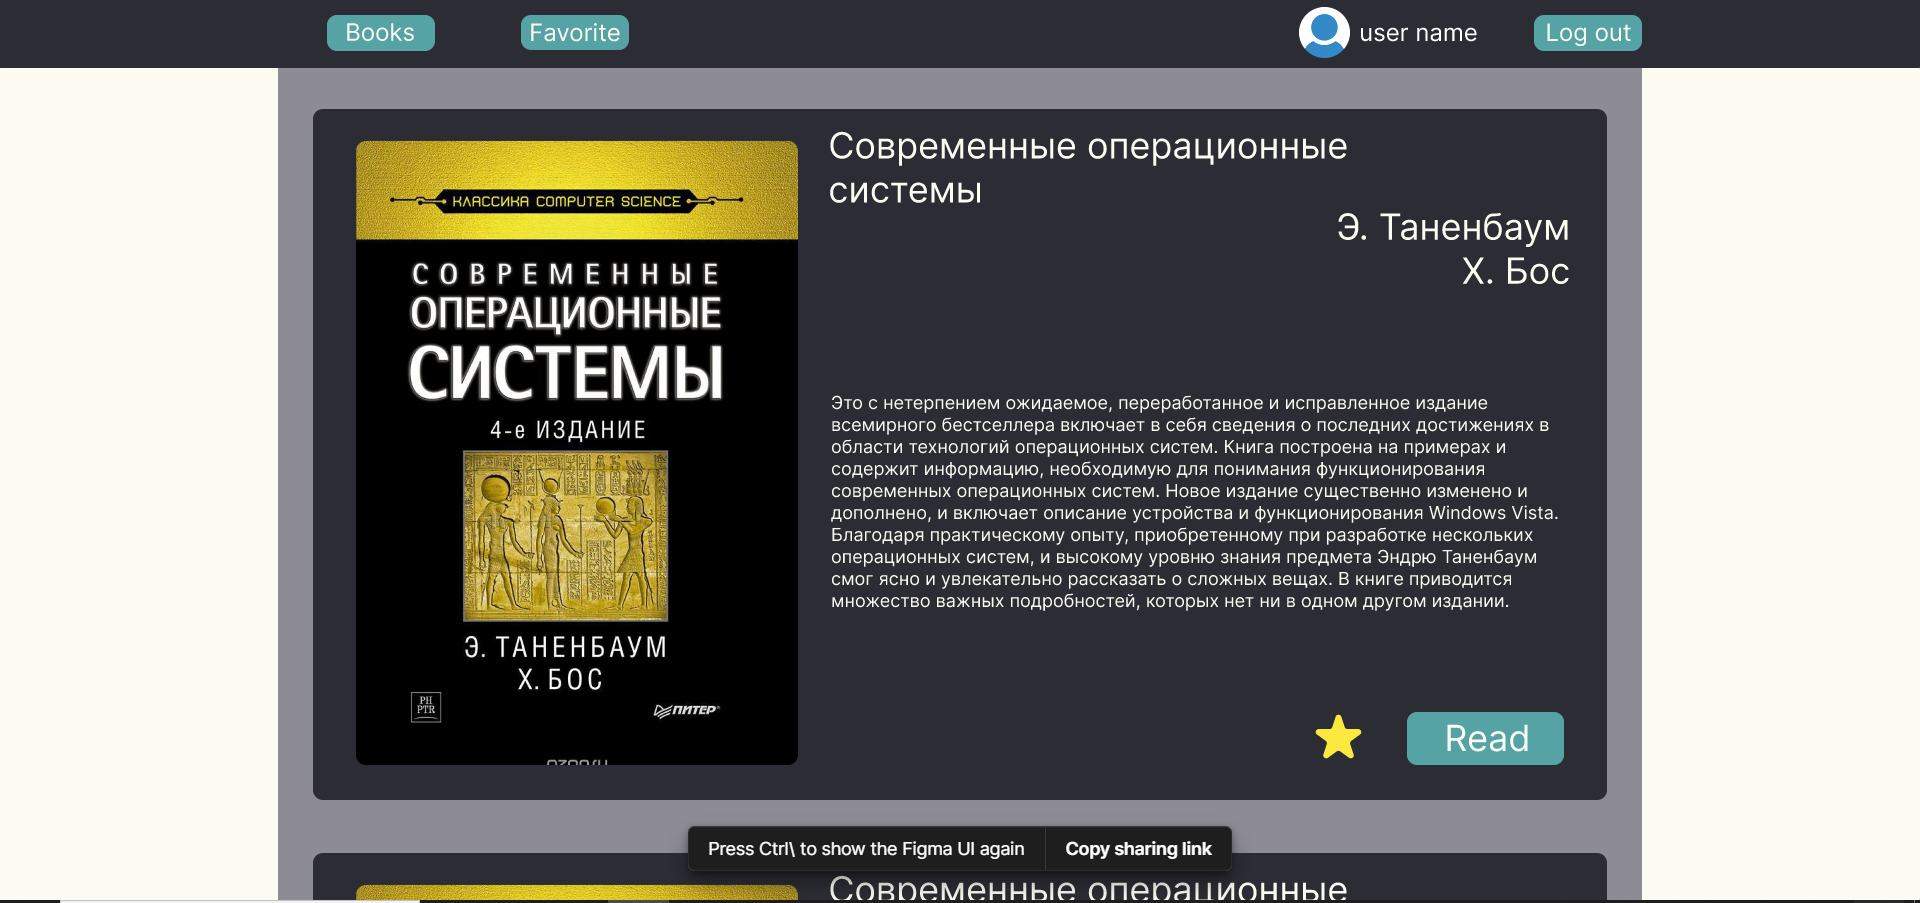 Books
Favorite
user name
Log out
КЛАССИКА COMPUTER SCIENCE
СОВРЕМЕННЫЕ
ОПЕРАЦИОННЫЕ
СИСТЕМЫ
4-е ИЗДАНИЕ
Э. ТАНЕНБАУМ
Х. БОС
PH
PTR
ПИТЕР
Современные операционные
системы
Э. Таненбаум
Х. Бос
Это с нетерпением ожидаемое, переработанное и исправленное издание
всемирного бестселлера включает в себя сведения о последних достижениях в
области технологий операционных систем. Книга построена на примерах и
содержит информацию, необходимую для понимания функционирования
современных операционных систем. Новое издание существенно изменено и
дополнено, и включает описание устройства и функционирования Windows Vista.
Благодаря практическому опыту, приобретенному при разработке нескольких
операционных систем, и высокому уровню знания предмета Эндрю Таненбаум
смог ясно и увлекательно рассказать о сложных вещах. В книге приводится
множество важных подробностей, которых нет ни в одном другом издании.
Read
Press Ctrl\ to show the Figma UI again
Copy sharing link
Современные операционные